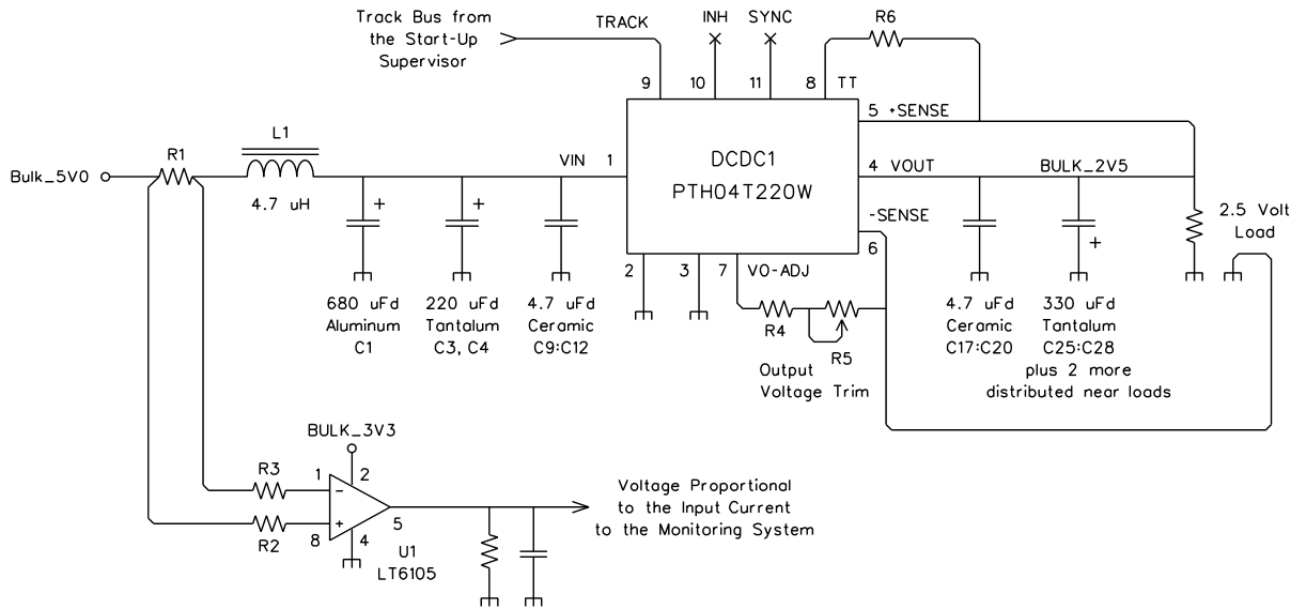 Track Bus from
the Start-Up
Supervisor
TRACK
INH
SYNC
R6
9
10
11
8
TT
5
+SENSE
L1
R1
Bulk_5V0
4.7 uH
VIN
1
DCDC1
PTH04T220W
4
VOUT
BULK_2V5
-SENSE
6
2.5 Volt
Load
+
+
+
2
3
7
VO-ADJ
R4
R5
Output
Voltage Trim
680 uFd
Aluminum
C1
220 uFd
Tantalum
C3, C4
4.7 uFd
Ceramic
C9:C12
4.7 uFd
Ceramic
C17:C20
330 uFd
Tantalum
C25:C28
plus 2 more
distributed near loads
BULK_3V3
R3
1
2
-
+
R2
8
4
5
U1
LT6105
Voltage Proportional
to the Input Current
to the Monitoring System